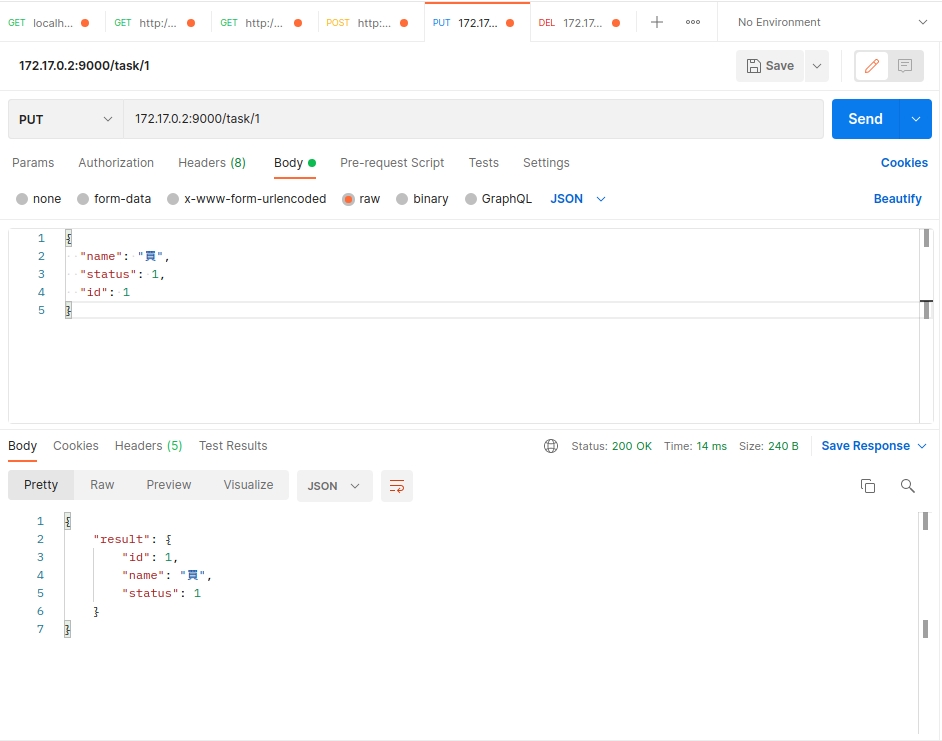 GET localh... GET http:/... GET http:/... POST http:... PUT 172.17.... DEL 172.17.... No Environment
172.17.0.2:9000/task/1 Save
PUT 172.17.0.2:9000/task/1 Send
Params Authorization Headers (8) Body Pre-request Script Tests Settings Cookies
none form-data x-www-form-urlencoded raw binary GraphQL JSON Beautify
1 {
2 "name": "買",
3 "status": 1,
4 "id": 1
5 }
Body Cookies Headers (5) Test Results Status: 200 OK Time: 14 ms Size: 240 B Save Response
Pretty Raw Preview Visualize JSON
1 {
2 "result": {
3 "id": 1,
4 "name": "買",
5 "status": 1
6 }
7 }